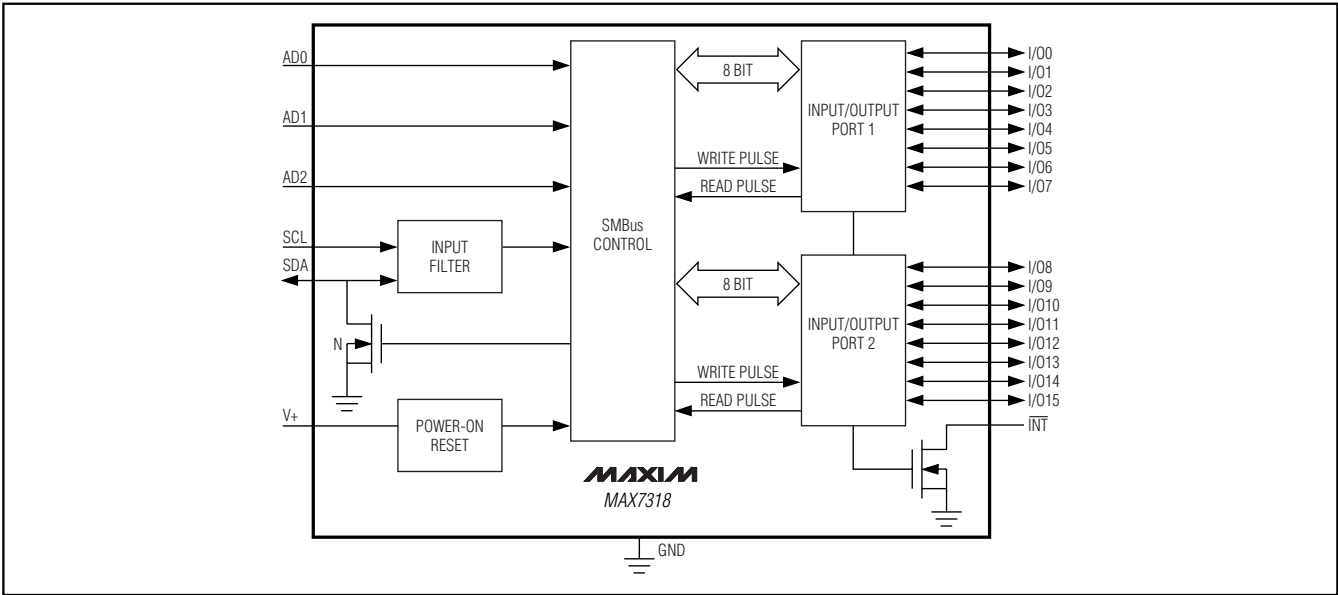 AD0
AD1
AD2
SCL
SDA
N
V+
INPUT
FILTER
POWER-ON
RESET
SMBus
CONTROL
8 BIT
WRITE PULSE
READ PULSE
8 BIT
WRITE PULSE
READ PULSE
INPUT/OUTPUT
PORT 1
INPUT/OUTPUT
PORT 2
I/O0
I/O1
I/O2
I/O3
I/O4
I/O5
I/O6
I/O7
I/O8
I/O9
I/O10
I/O11
I/O12
I/O13
I/O14
I/O15
INT
MAXIM
MAX7318
GND